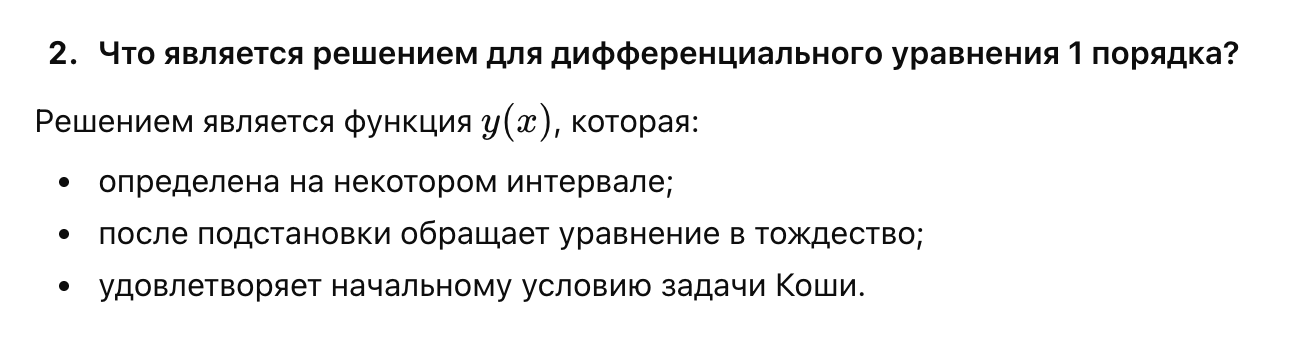 2. Что является решением для дифференциального уравнения 1 порядка?
Решением является функция y(x), которая:
• определена на некотором интервале;
• после подстановки обращает уравнение в тождество;
• удовлетворяет начальному условию задачи Коши.